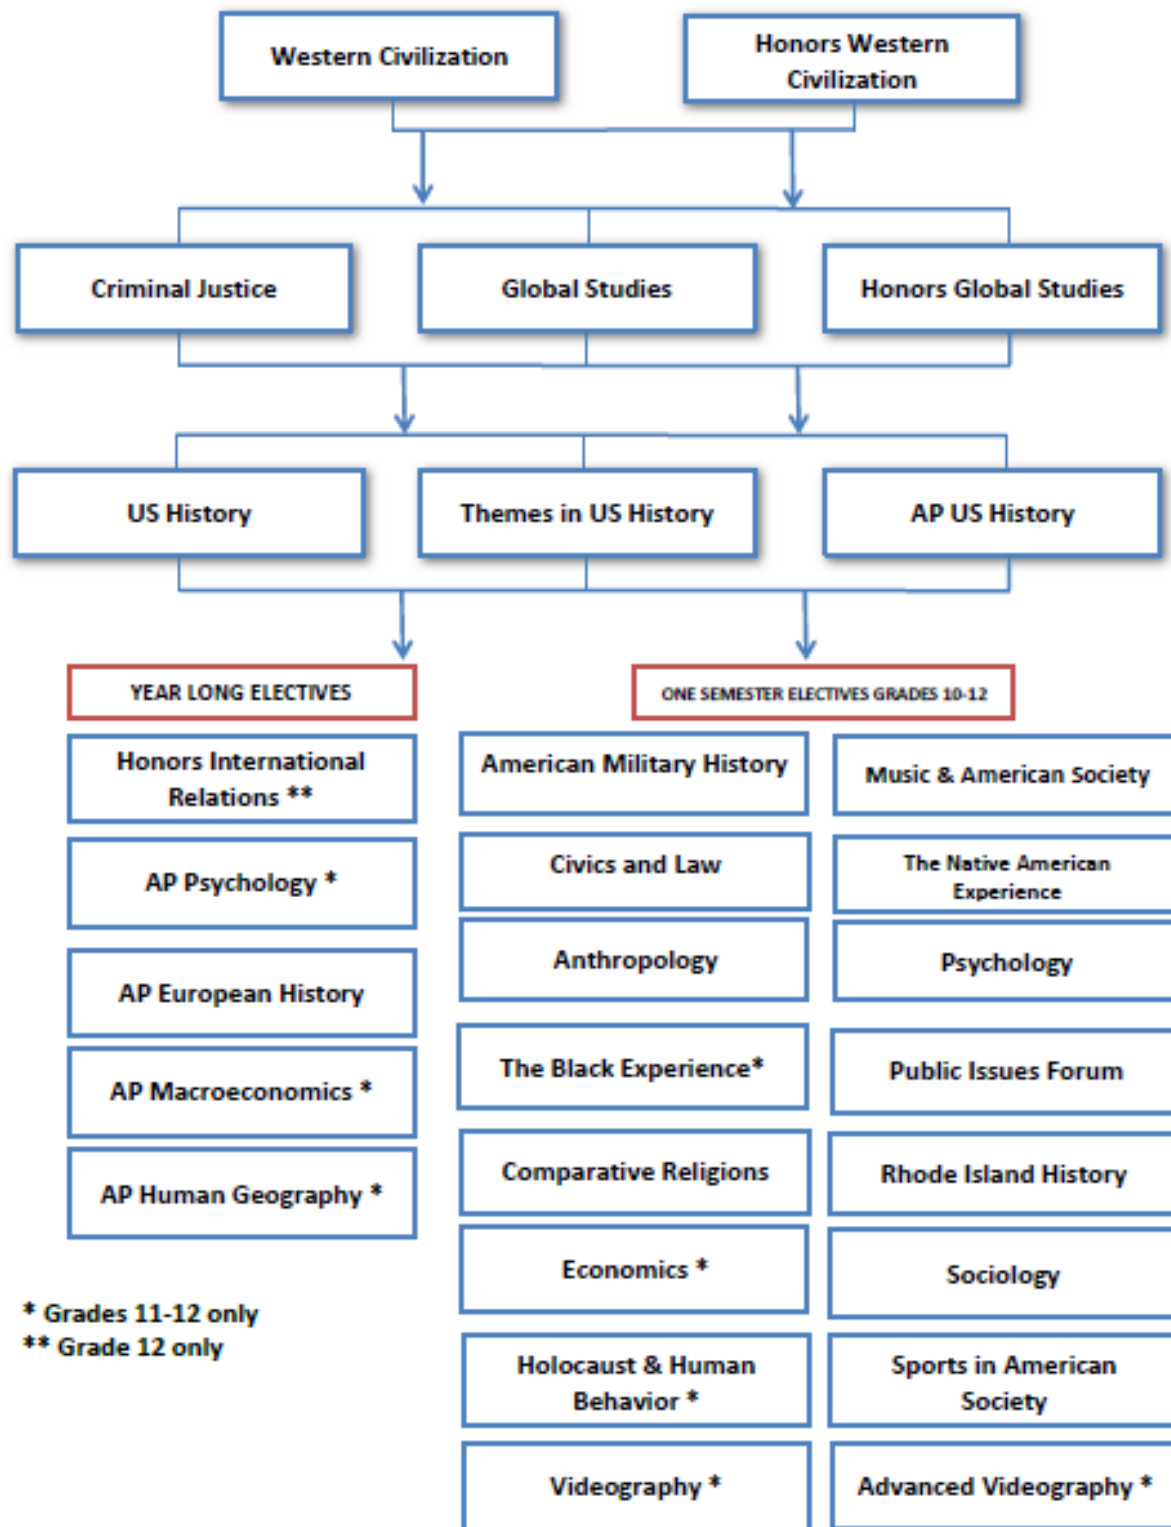 Western Civilization
Honors Western
Civilization
Criminal Justice
Global Studies
Honors Global Studies
US History
Themes in US History
AP US History
YEAR LONG ELECTIVES
ONE SEMESTER ELECTIVES GRADES 10-12
Honors International
Relations **
AP Psychology *
AP European History
AP Macroeconomics *
AP Human Geography *
* Grades 11-12 only
** Grade 12 only
American Military History
Civics and Law
Anthropology
The Black Experience*
Comparative Religions
Economics *
Holocaust & Human
Behavior *
Videography *
Music & American Society
The Native American
Experience
Psychology
Public Issues Forum
Rhode Island History
Sociology
Sports in American
Society
Advanced Videography *